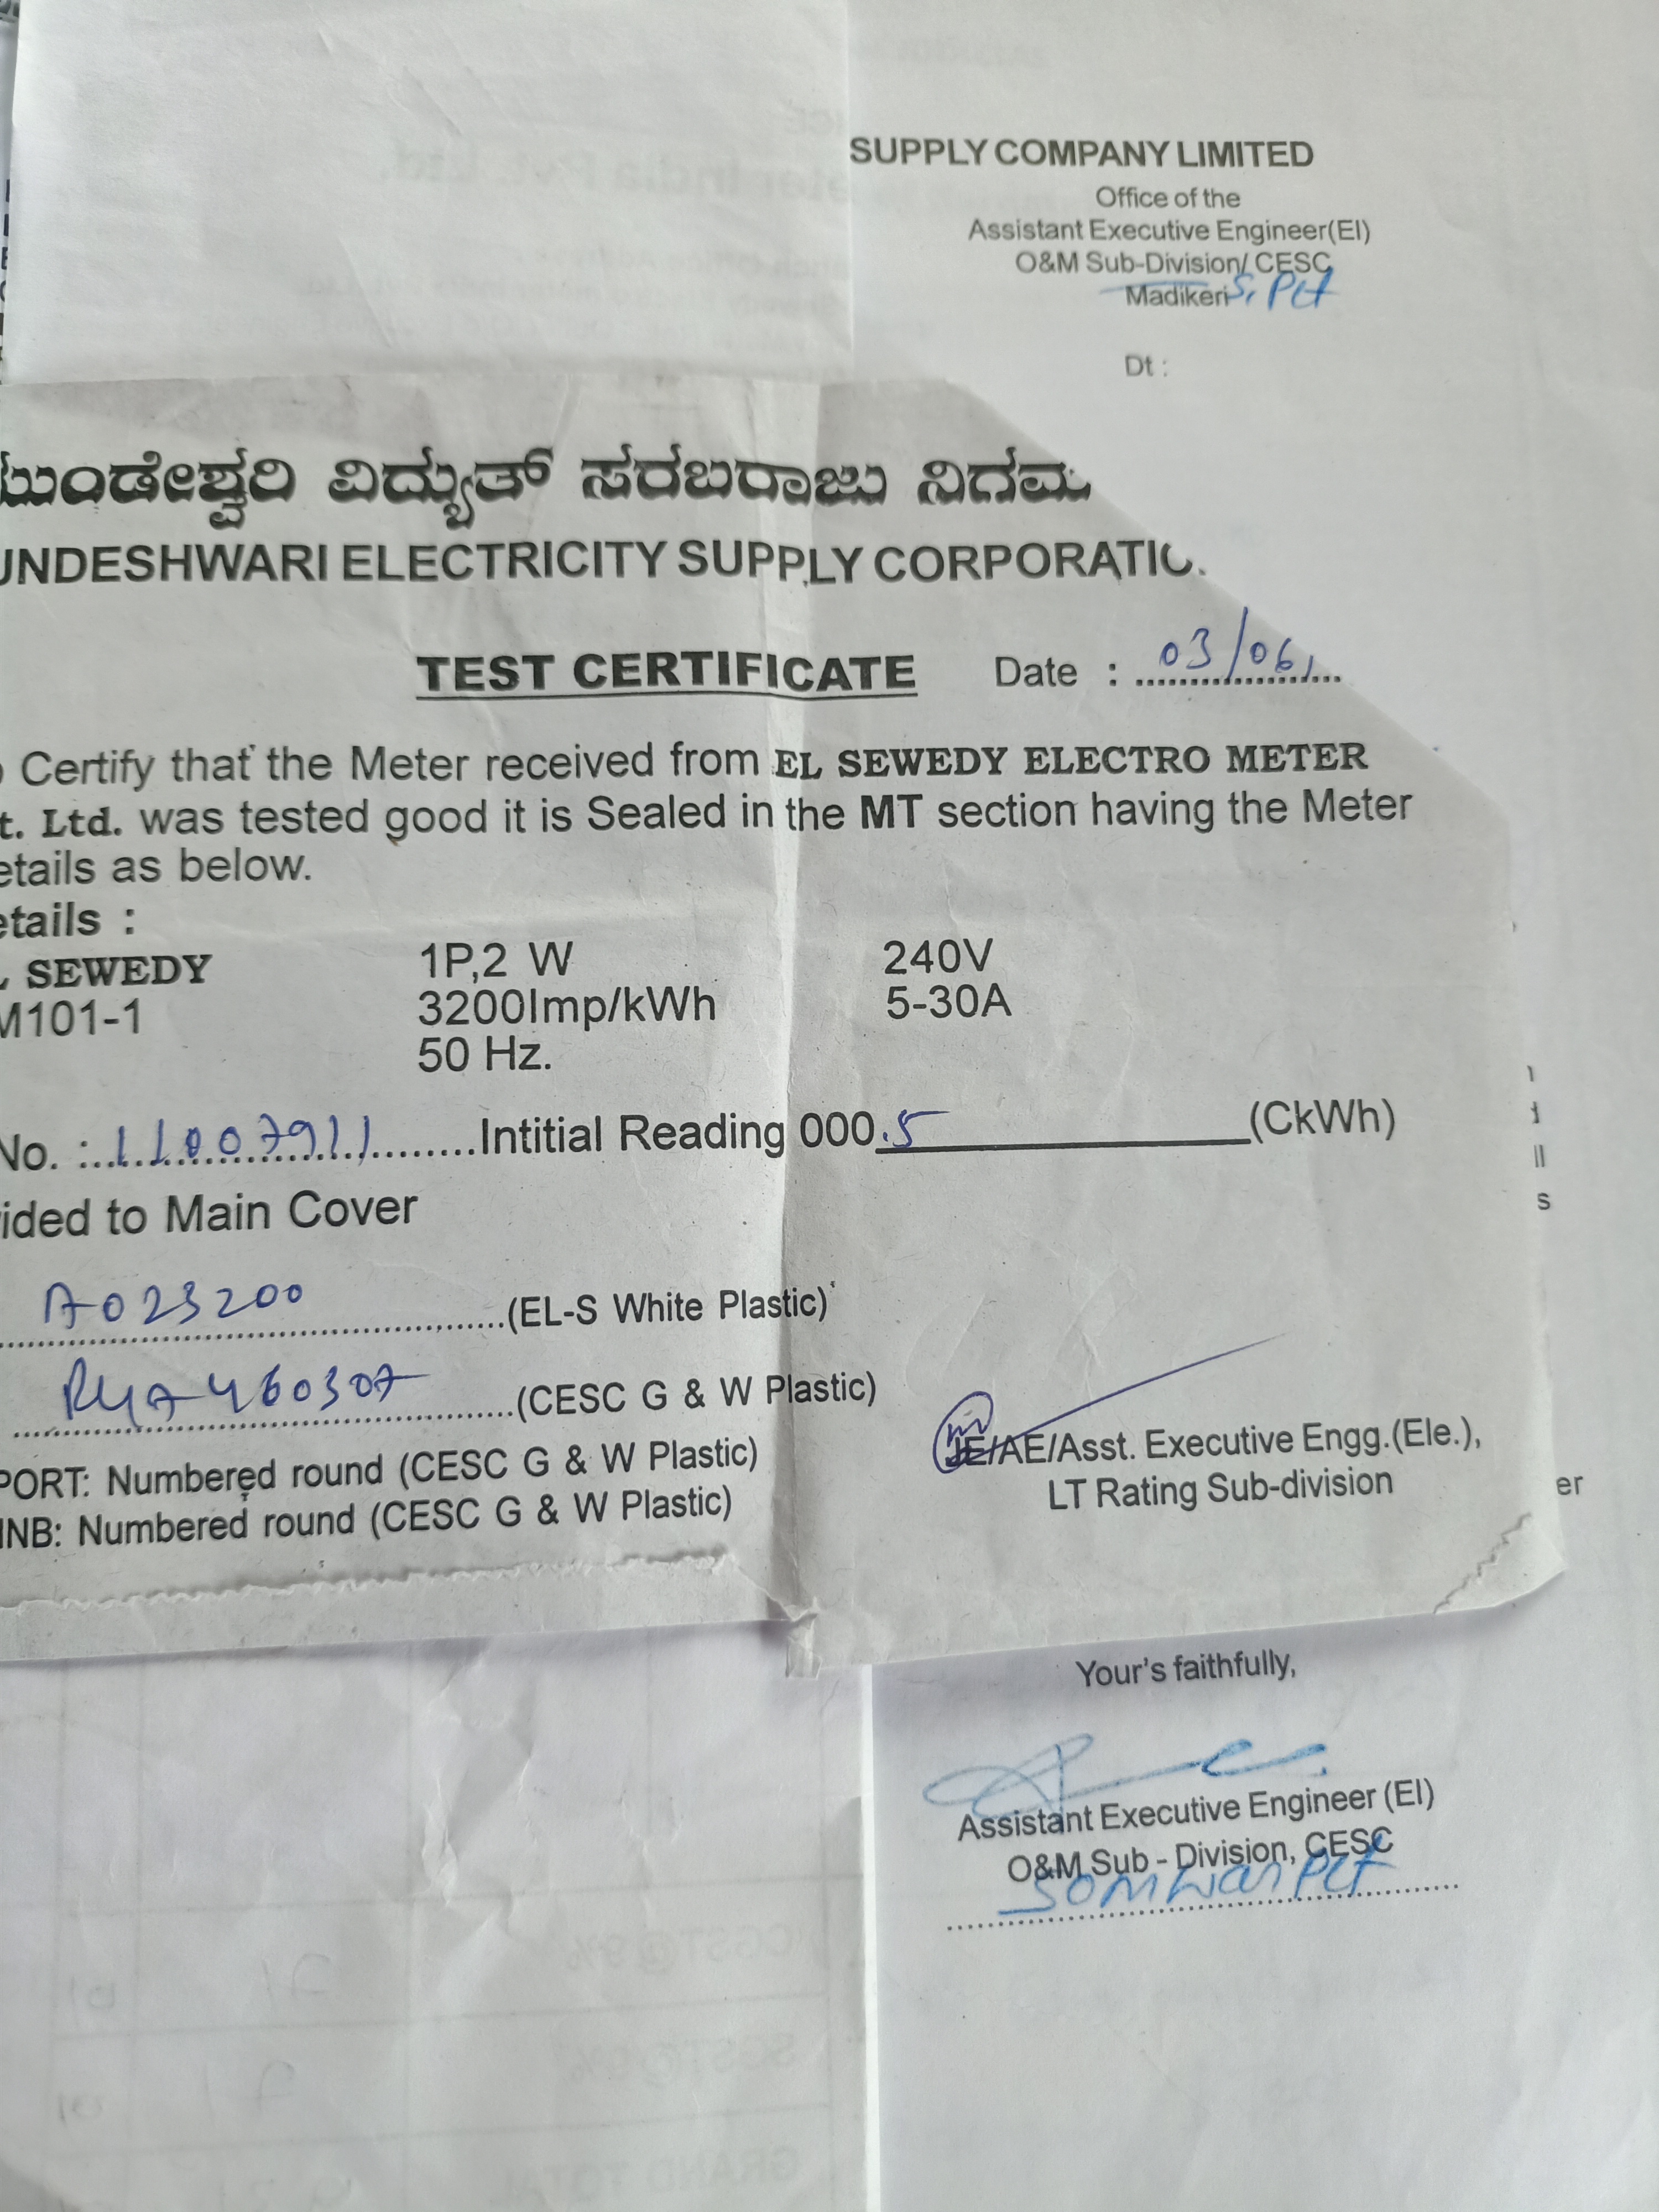 SUPPLY COMPANY LIMITED
Office of the
Assistant Executive Engineer(El)
O&M Sub-Division/ CESC
Madikeri S, Pet
Dt :
ಮುಂಡೇಶ್ವರಿ ವಿದ್ಯುತ್ ಸರಬರಾಜು ನಿಗಮ
UNDESHWARI ELECTRICITY SUPPLY CORPORATIO
TEST CERTIFICATE Date : 03/06/
Certify that the Meter received from EL SEWEDY ELECTRO METER
t. Ltd. was tested good it is Sealed in the MT section having the Meter
etails as below.
etails :
L SEWEDY 1P,2 W 240V
M101-1 3200Imp/kWh 5-30A
50 Hz.
No. : 11007911 Intitial Reading 000.5 (CkWh)
ided to Main Cover
A023200 (EL-S White Plastic)
RYA460307 (CESC G & W Plastic)
PORT: Numbered round (CESC G & W Plastic)
INB: Numbered round (CESC G & W Plastic)
JE/AE/Asst. Executive Engg.(Ele.),
LT Rating Sub-division
er
Your's faithfully,
Assistant Executive Engineer (El)
O&M Sub - Division, CESC
Somwarpet